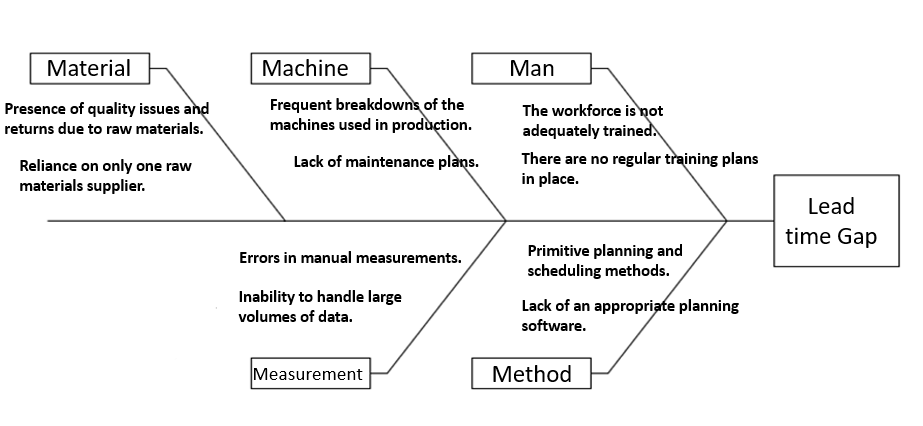 Material
Machine
Man
Presence of quality issues and
returns due to raw materials.
Reliance on only one raw
materials supplier.
Frequent breakdowns of the
machines used in production.
Lack of maintenance plans.
The workforce is not
adequately trained.
There are no regular training plans
in place.
Lead
time Gap
Errors in manual measurements.
Inability to handle large
volumes of data.
Primitive planning and
scheduling methods.
Lack of an appropriate planning
software.
Measurement
Method